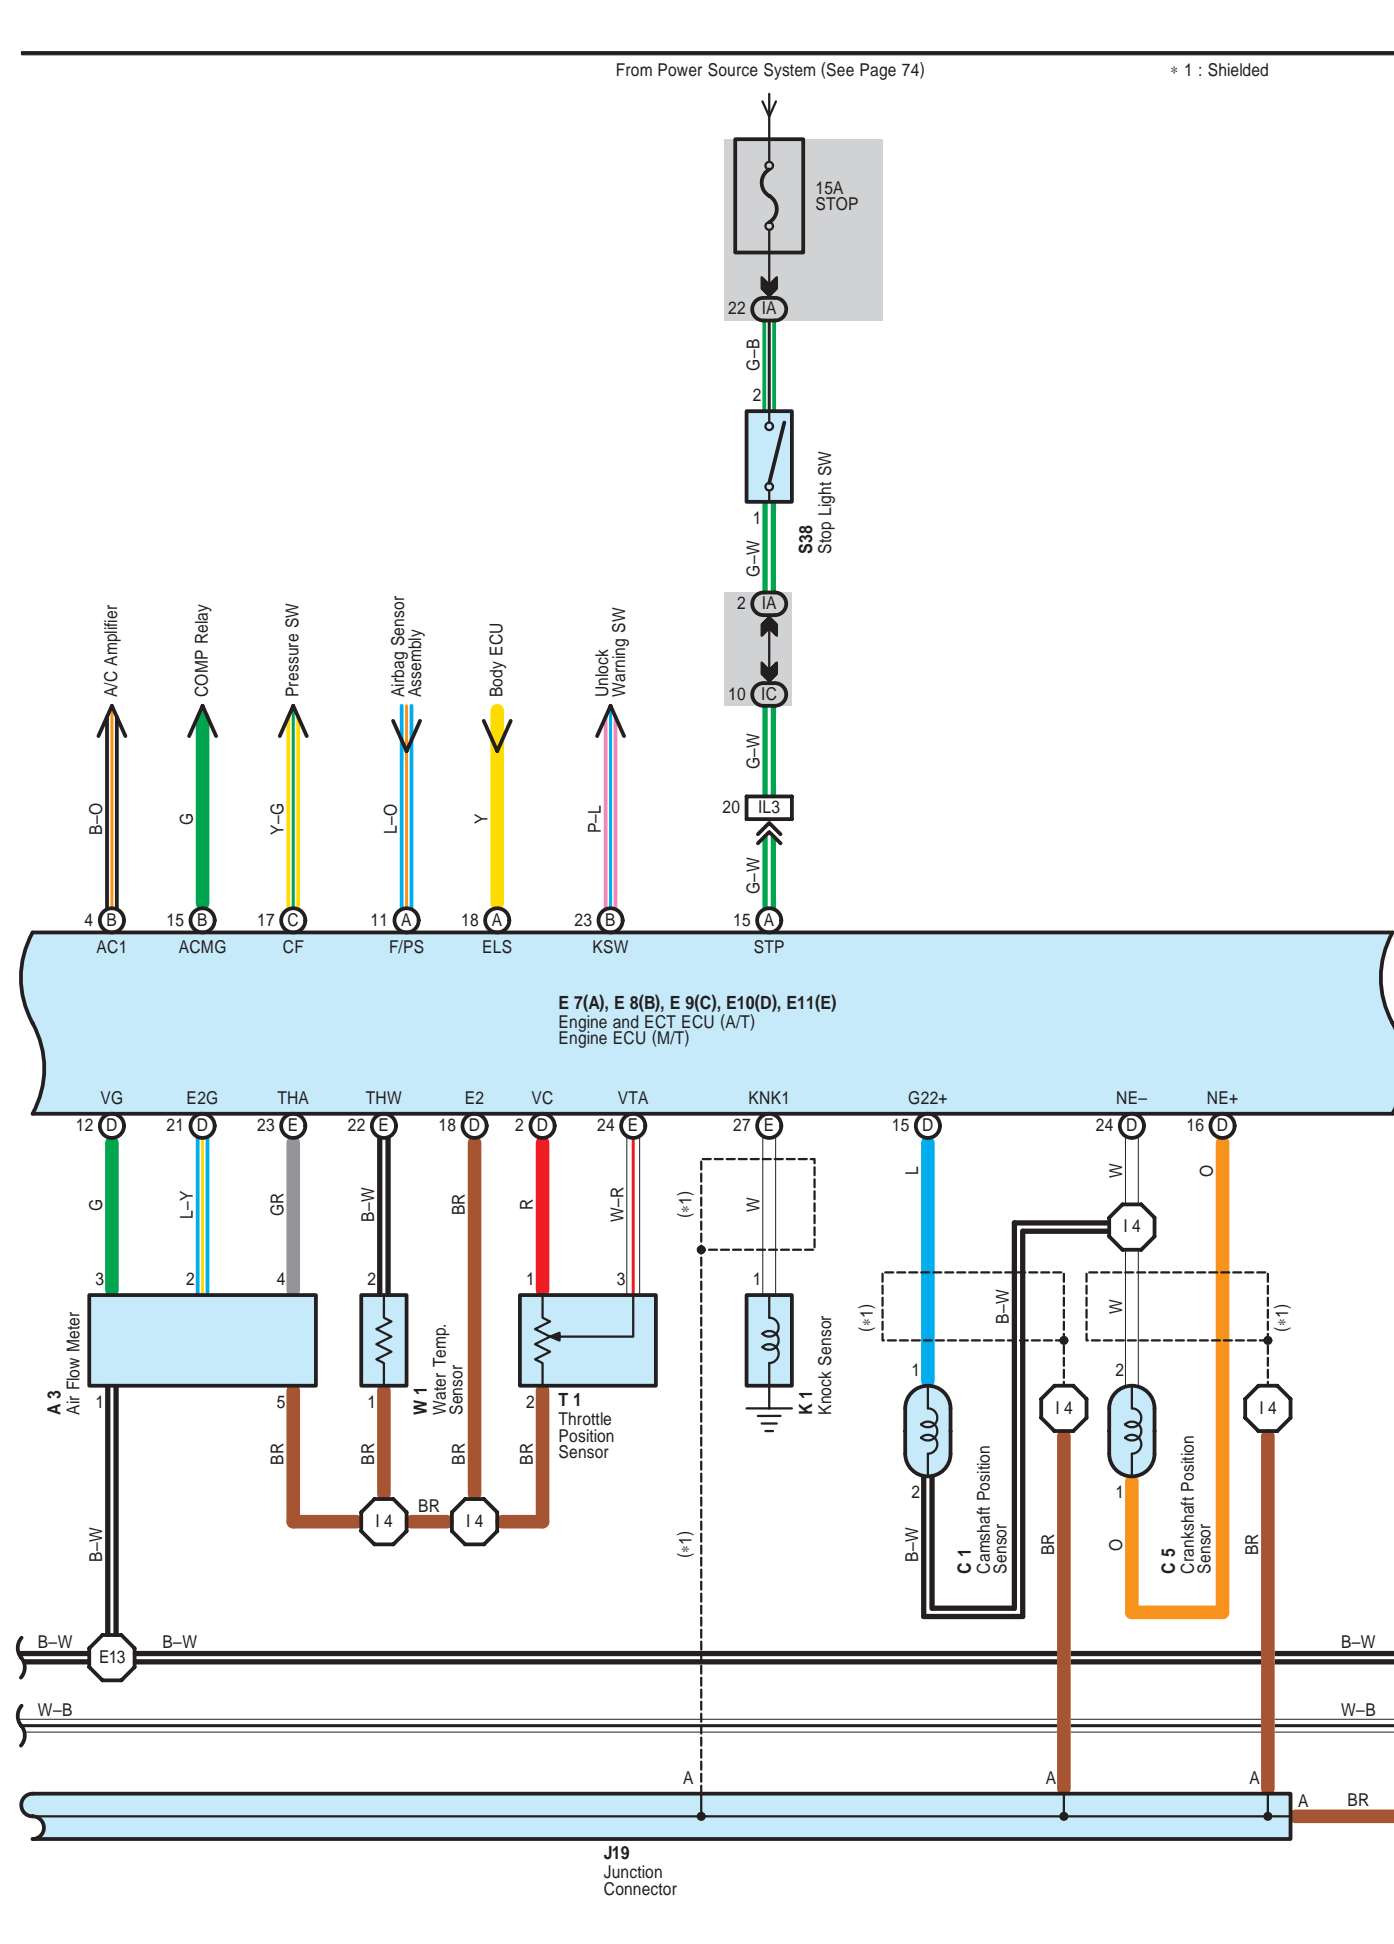 From Power Source System (See Page 74)
* 1 : Shielded
15A
STOP
22
IA
G–B
2
S38
Stop Light SW
1
G–W
2
IA
10
IC
G–W
20
IL3
G–W
A/C Amplifier
COMP Relay
Pressure SW
Airbag Sensor
Assembly
Body ECU
Unlock
Warning SW
B–O
G
Y–G
L–O
Y
P–L
4 B
15 B
17 C
11 A
18 A
23 B
15 A
AC1
ACMG
CF
F/PS
ELS
KSW
STP
E 7(A), E 8(B), E 9(C), E10(D), E11(E)
Engine and ECT ECU (A/T)
Engine ECU (M/T)
VG
E2G
THA
THW
E2
VC
VTA
KNK1
G22+
NE–
NE+
12 D
21 D
23 E
22 E
18 D
2 D
24 E
27 E
15 D
24 D
16 D
G
L–Y
GR
B–W
BR
R
W–R
(*1)
W
L
W
O
I 4
3
2
4
2
1
3
1
(*1)
B–W
W
(*1)
A 3
Air Flow Meter
W 1
Water Temp.
Sensor
T 1
Throttle
Position
Sensor
K 1
Knock Sensor
1
2
1
5
1
2
I 4
I 4
BR
BR
BR
BR
BR
I 4
I 4
2
1
C 1
Camshaft Position
Sensor
C 5
Crankshaft Position
Sensor
B–W
(*1)
B–W
BR
O
BR
B–W
E13
B–W
B–W
W–B
W–B
A
A
A
A
BR
J19
Junction
Connector